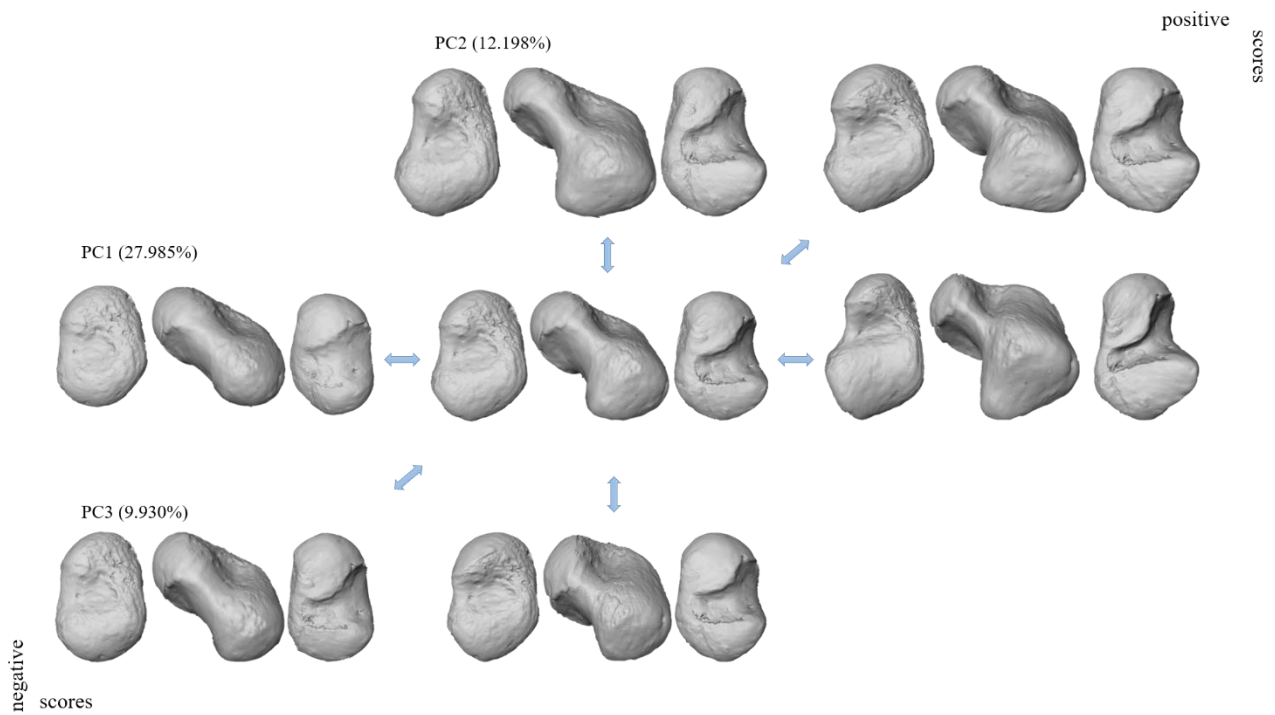 positive
scores
PC2 (12.198%)
PC1 (27.985%)
PC3 (9.930%)
negative
scores